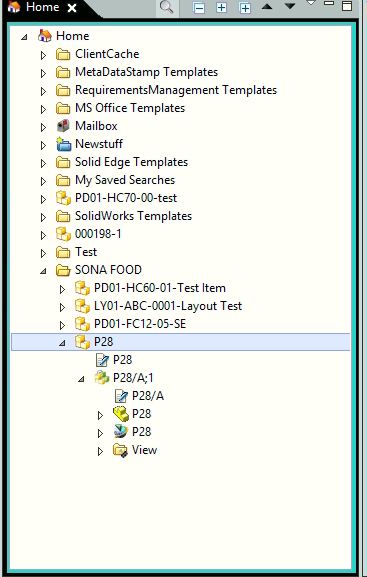 Home
Home
ClientCache
MetaDataStamp Templates
RequirementsManagement Templates
MS Office Templates
Mailbox
Newstuff
Solid Edge Templates
My Saved Searches
PD01-HC70-00-test
SolidWorks Templates
000198-1
Test
SONA FOOD
PD01-HC60-01-Test Item
LY01-ABC-0001-Layout Test
PD01-FC12-05-SE
P28
P28
P28/A;1
P28/A
P28
P28
View